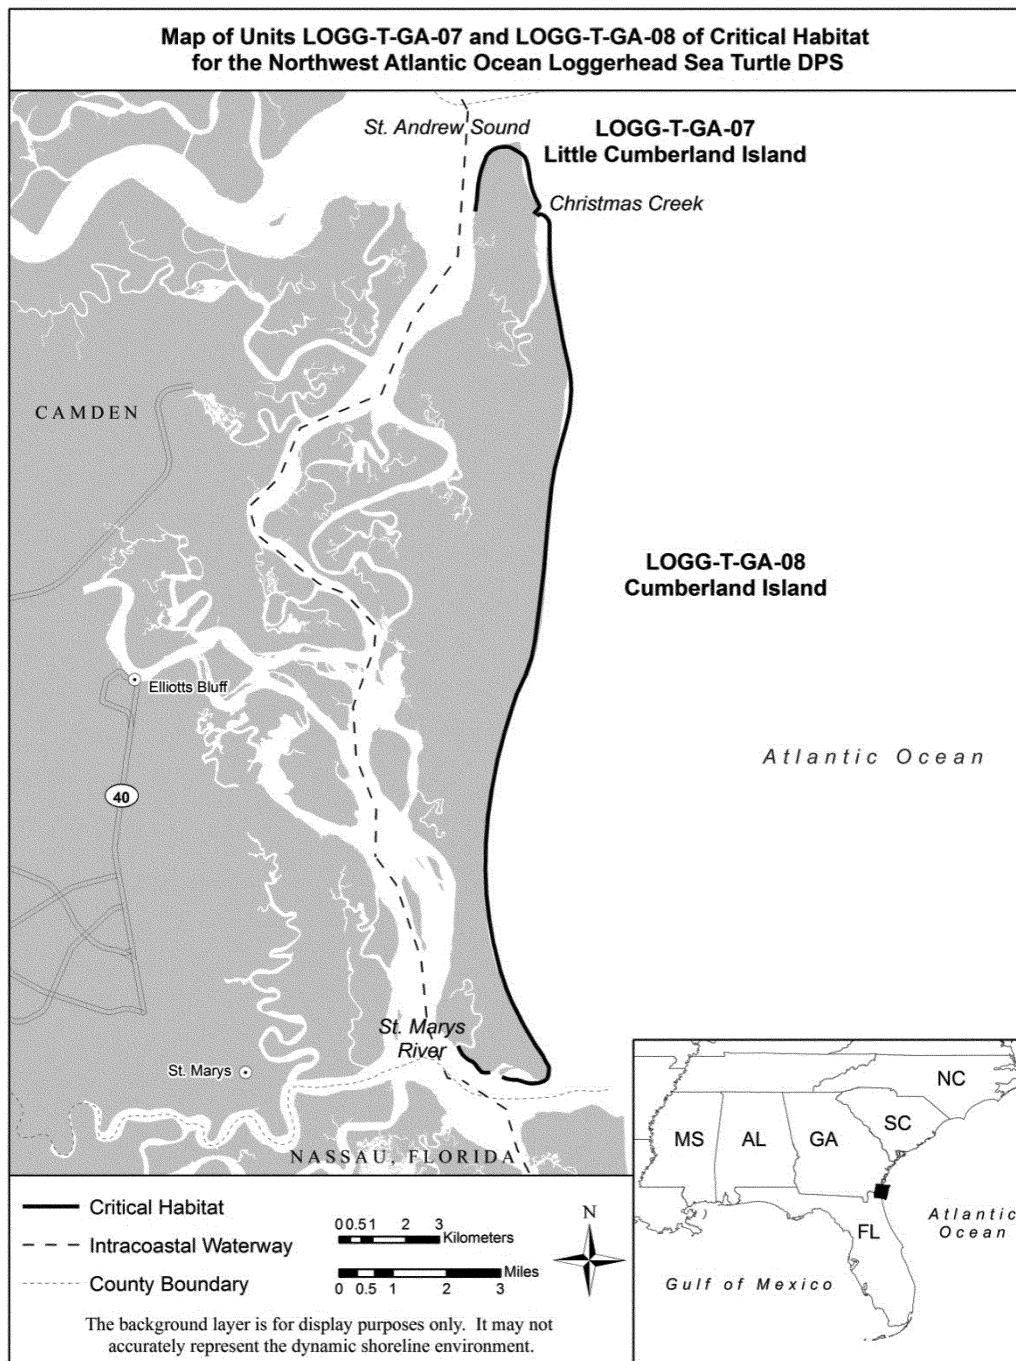 Map of Units LOGG-T-GA-07 and LOGG-T-GA-08 of Critical Habitat
for the Northwest Atlantic Ocean Loggerhead Sea Turtle DPS
St. Andrew Sound
LOGG-T-GA-07
Little Cumberland Island
Christmas Creek
CAMDEN
LOGG-T-GA-08
Cumberland Island
Elliotts Bluff
Atlantic Ocean
40
St. Marys
River
St. Marys
NASSAU, FLORIDA
NC
SC
MS
AL
GA
FL
Atlantic
Ocean
Gulf of Mexico
Critical Habitat
Intracoastal Waterway
County Boundary
0 0.5 1 2 3
Kilometers
Miles
0 0.5 1 2 3
N
The background layer is for display purposes only. It may not
accurately represent the dynamic shoreline environment.